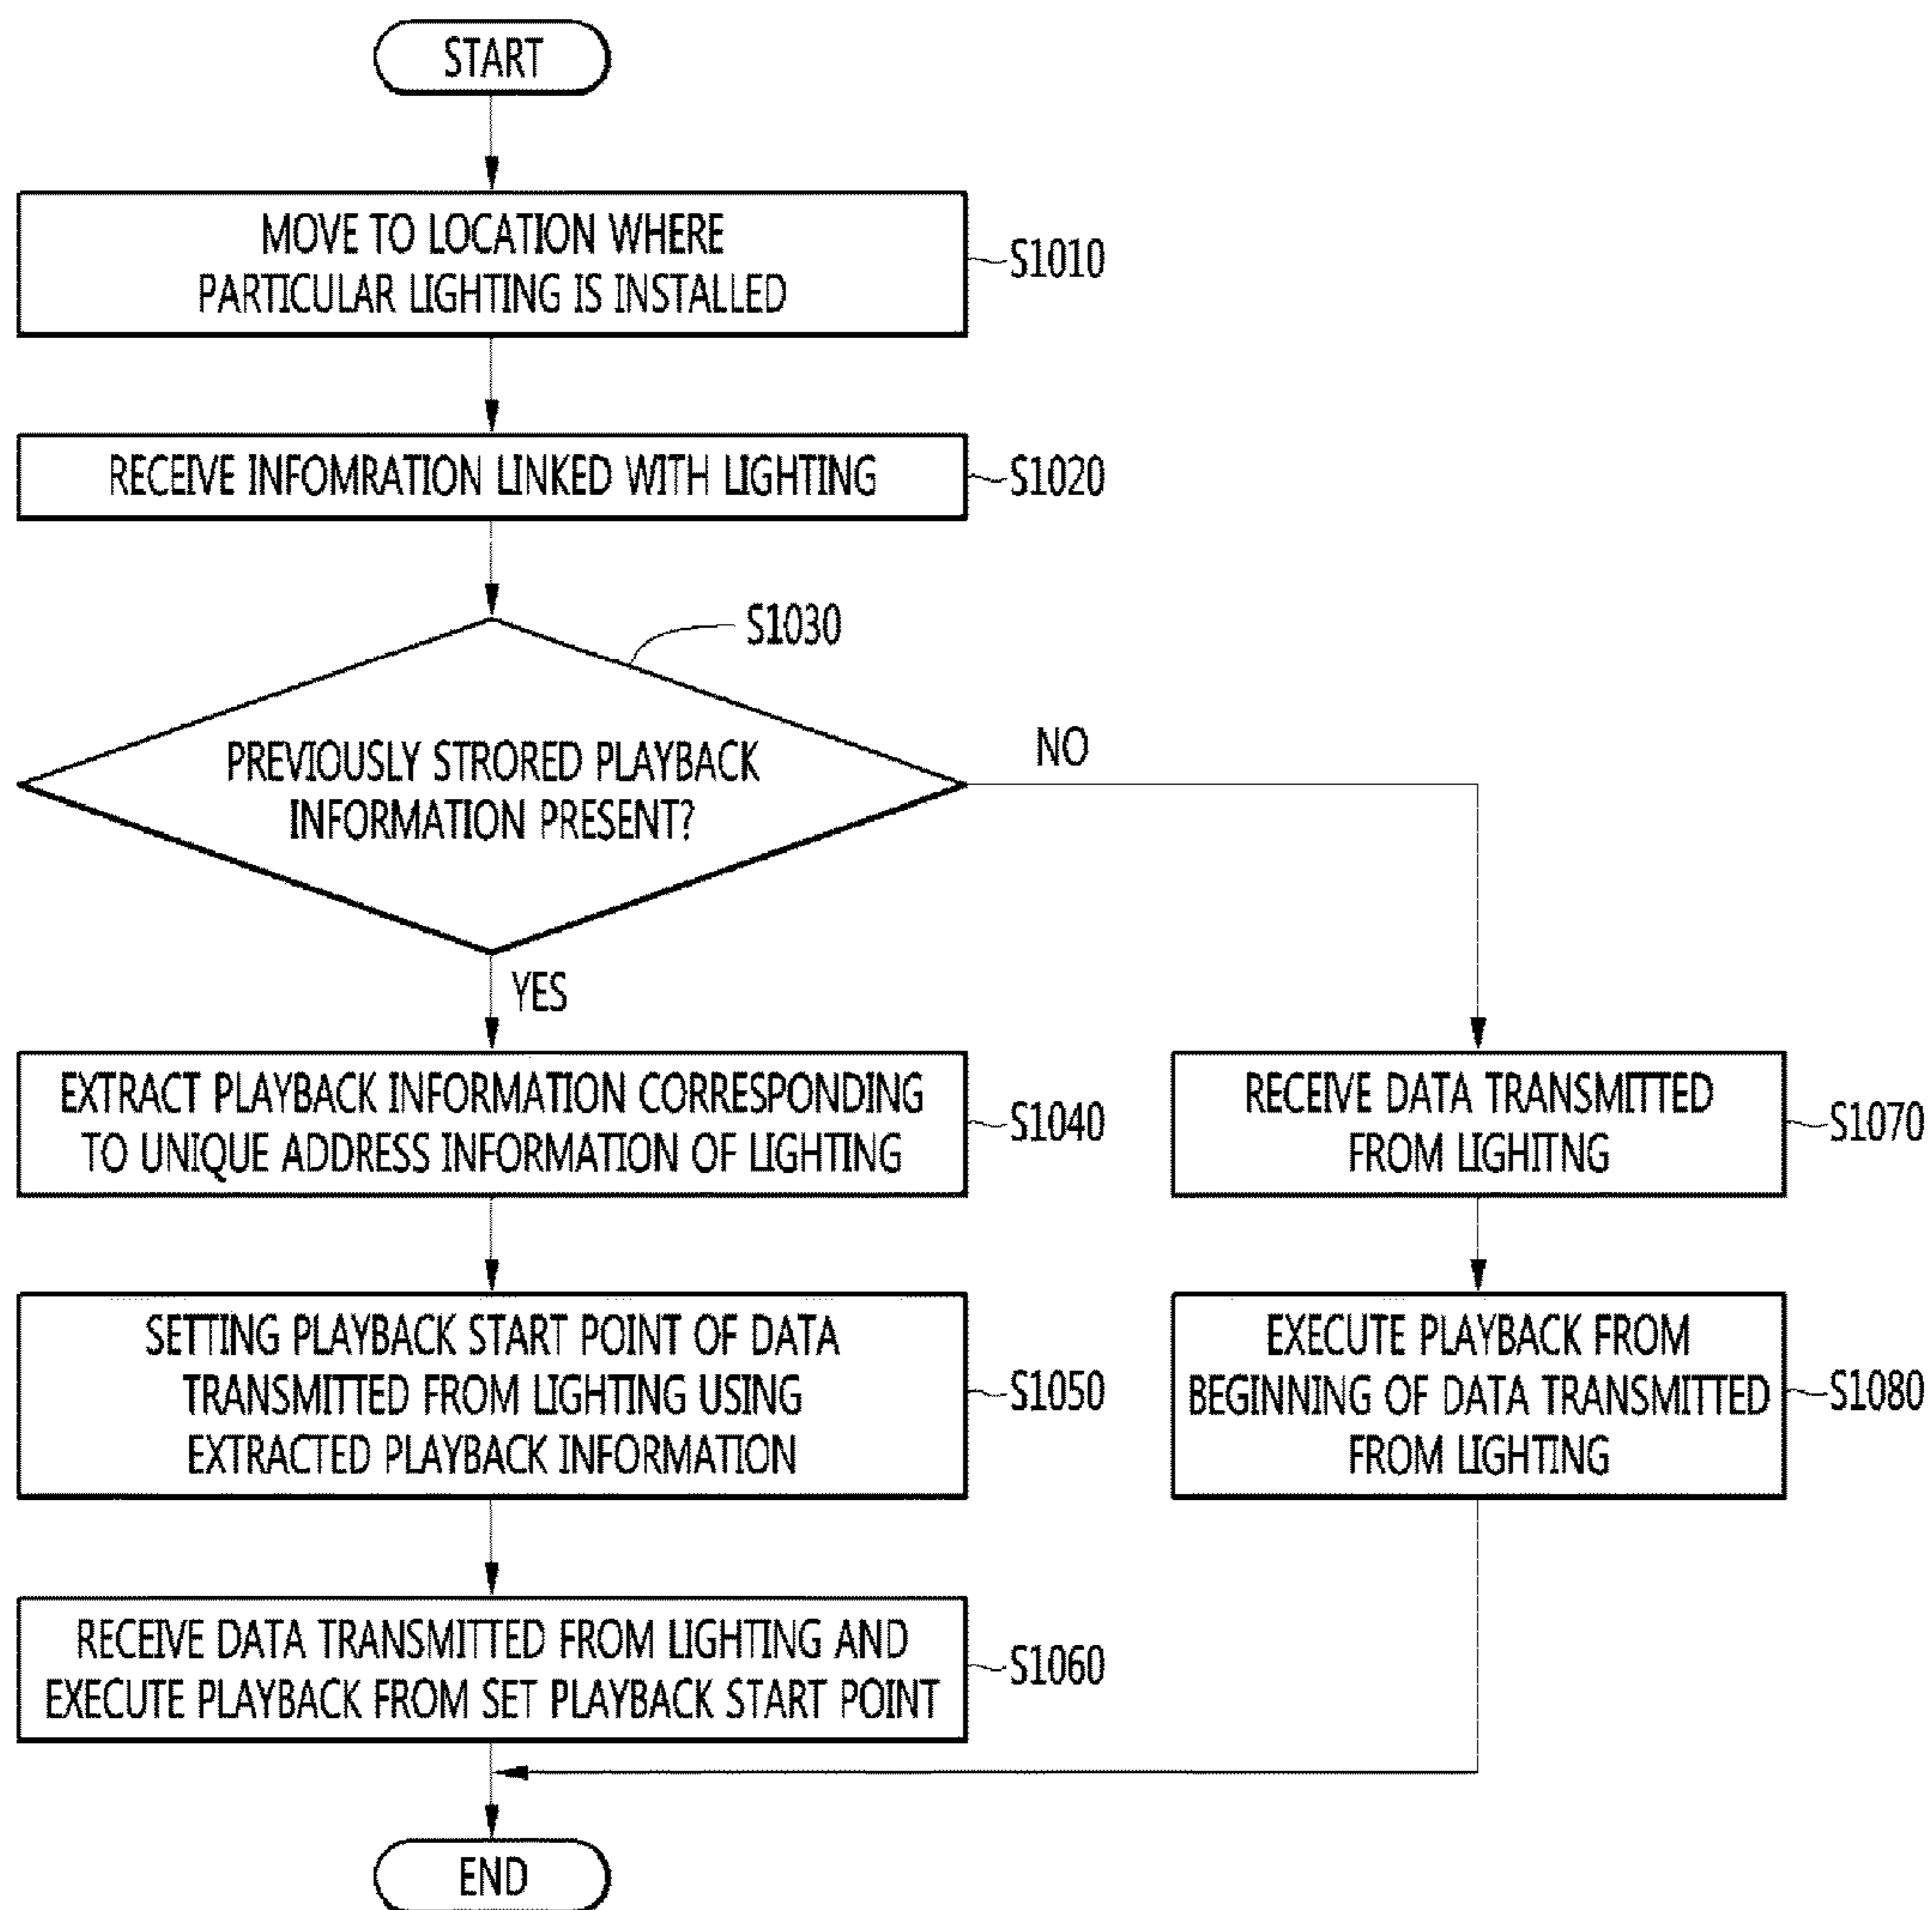 START
MOVE TO LOCATION WHERE
PARTICULAR LIGHTING IS INSTALLED
S1010
RECEIVE INFOMRATION LINKED WITH LIGHTING
S1020
S1030
PREVIOUSLY STRORED PLAYBACK
INFORMATION PRESENT?
NO
YES
EXTRACT PLAYBACK INFORMATION CORRESPONDING
TO UNIQUE ADDRESS INFORMATION OF LIGHTING
S1040
SETTING PLAYBACK START POINT OF DATA
TRANSMITTED FROM LIGHTING USING
EXTRACTED PLAYBACK INFORMATION
S1050
RECEIVE DATA TRANSMITTED FROM LIGHTING AND
EXECUTE PLAYBACK FROM SET PLAYBACK START POINT
S1060
RECEIVE DATA TRANSMITTED
FROM LIGHITNG
S1070
EXECUTE PLAYBACK FROM
BEGINNING OF DATA TRANSMITTED
FROM LIGHTING
S1080
END